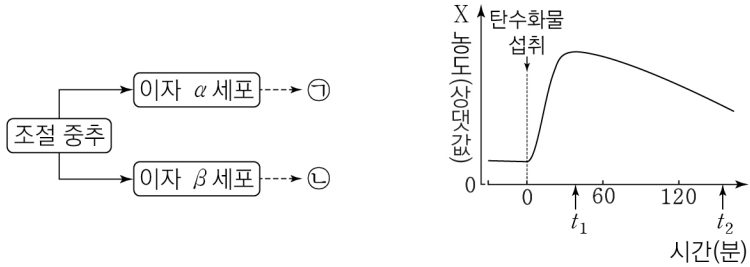 조절 중추
이자 α 세포
㉠
이자 β 세포
㉡
X
농도(상댓값)
탄수화물
섭취
0
0
60
120
t₁
t₂
시간(분)